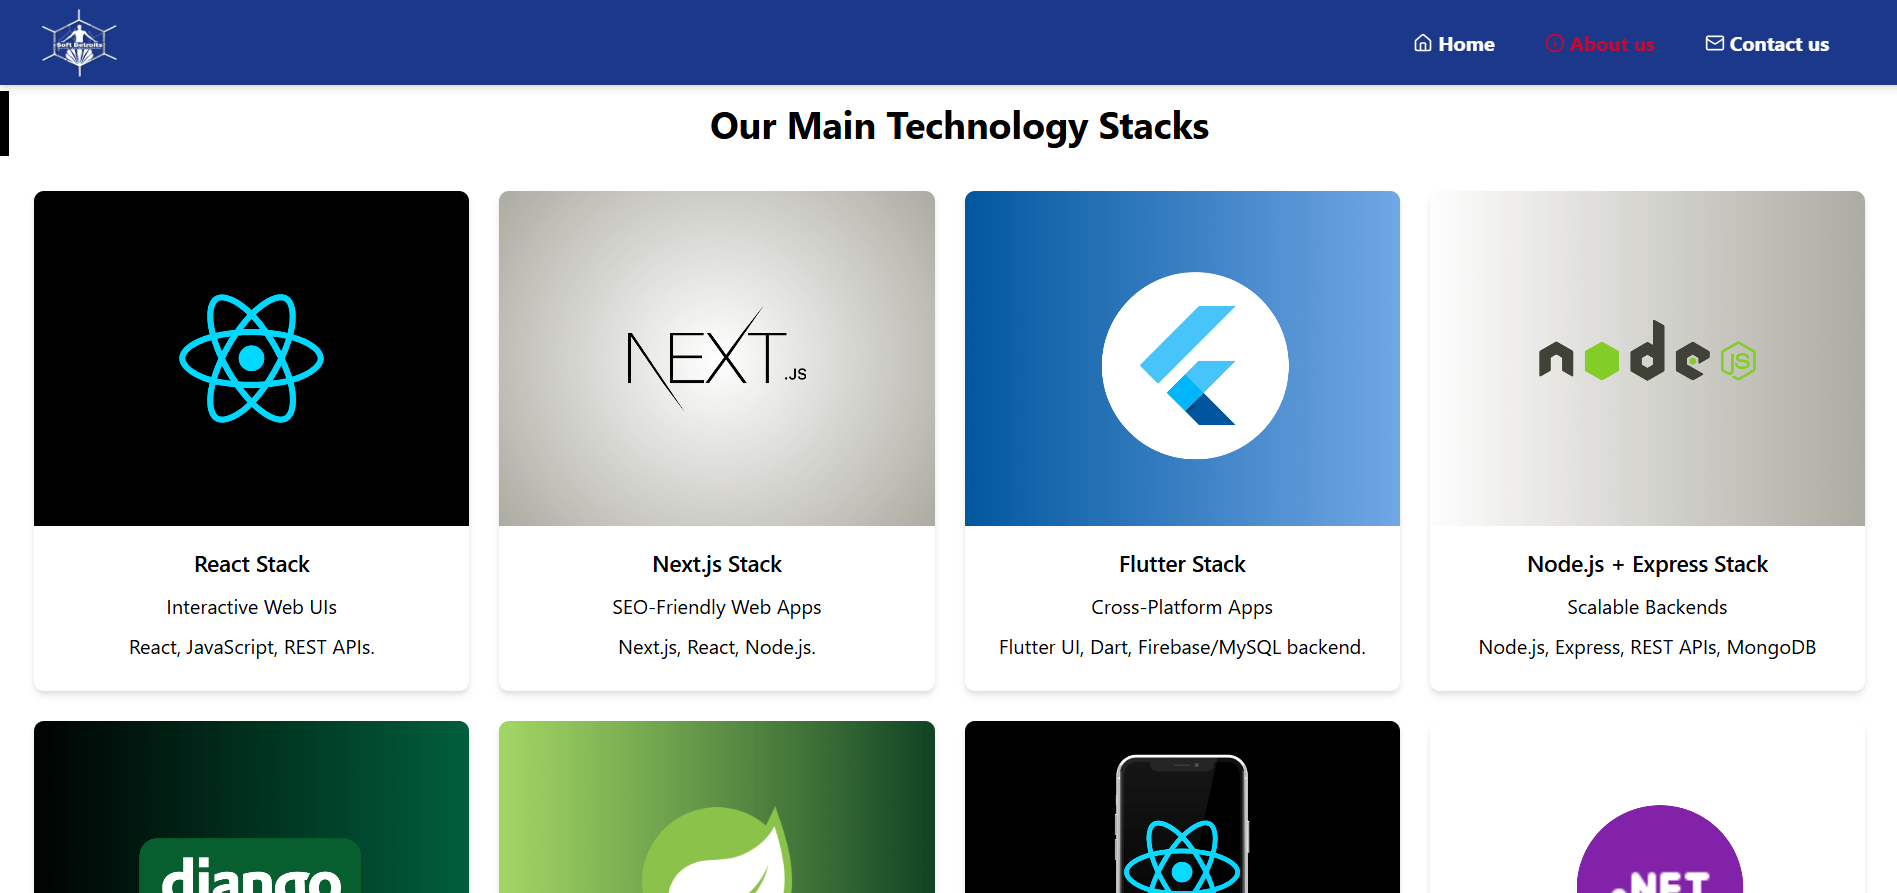 Soft Detroits
Home
About us
Contact us
Our Main Technology Stacks
NEXT.JS
node JS
React Stack
Interactive Web UIs
React, JavaScript, REST APIs.
Next.js Stack
SEO-Friendly Web Apps
Next.js, React, Node.js.
Flutter Stack
Cross-Platform Apps
Flutter UI, Dart, Firebase/MySQL backend.
Node.js + Express Stack
Scalable Backends
Node.js, Express, REST APIs, MongoDB
django
.NET